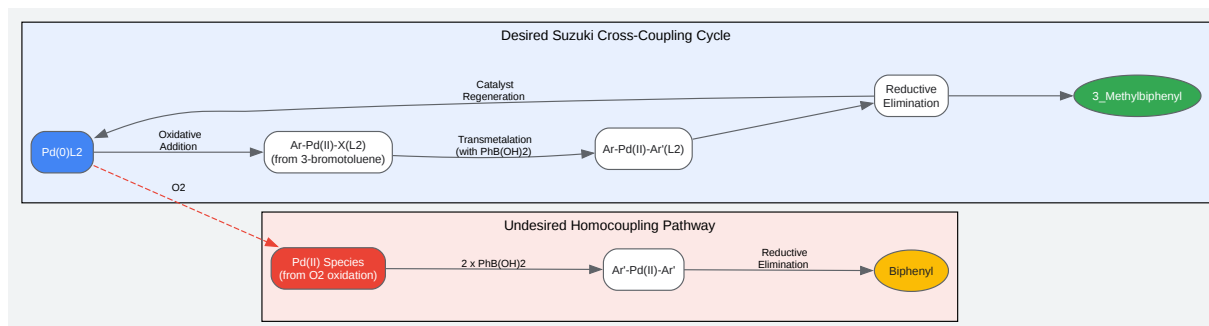 Desired Suzuki Cross-Coupling Cycle
Catalyst
Regeneration
Reductive
Elimination
3_Methylbiphenyl
Pd(0)L2
Oxidative
Addition
Ar-Pd(II)-X(L2)
(from 3-bromotoluene)
Transmetalation
(with PhB(OH)2)
Ar-Pd(II)-Ar'(L2)
O2
Undesired Homocoupling Pathway
Pd(II) Species
(from O2 oxidation)
2 x PhB(OH)2
Ar'-Pd(II)-Ar'
Reductive
Elimination
Biphenyl